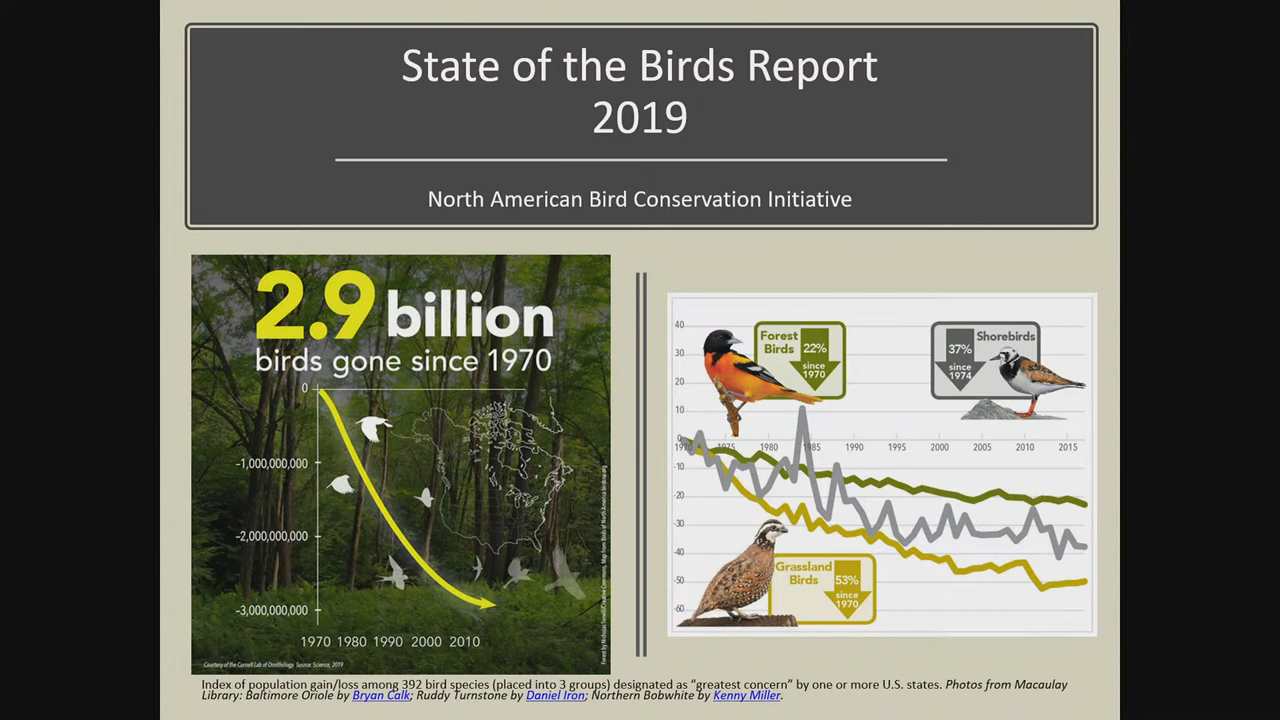 State of the Birds Report
2019
North American Bird Conservation Initiative
2.9 billion
birds gone since 1970
0
-1,000,000,000
-2,000,000,000
-3,000,000,000
1970 1980 1990 2000 2010
Courtesy of the Cornell Lab of Ornithology. Source: Science, 2019
40
30
20
10
0
-10
-20
-30
-40
-50
-60
1975 1980 1985 1990 1995 2000 2005 2010 2015
Forest
Birds
22%
since
1970
Shorebirds
37%
since
1974
Grassland
Birds
53%
since
1970
Index of population gain/loss among 392 bird species (placed into 3 groups) designated as “greatest concern” by one or more U.S. states. Photos from Macaulay
Library: Baltimore Oriole by Bryan Calk; Ruddy Turnstone by Daniel Iron; Northern Bobwhite by Kenny Miller.